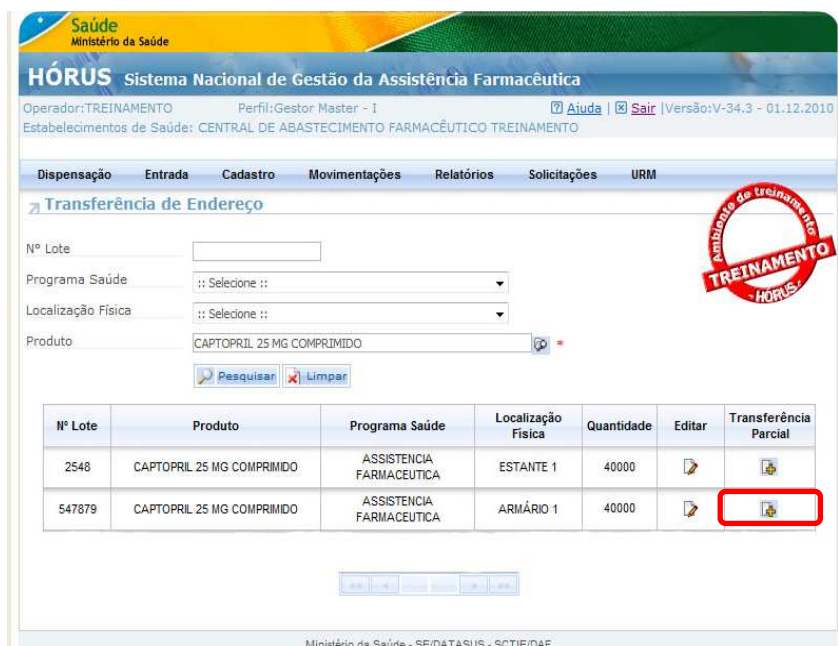 Saúde
Ministério da Saúde
HÓRUS Sistema Nacional de Gestão da Assistência Farmacêutica
Operador:TREINAMENTO Perfil:Gestor Master - I Ajuda | Sair |Versão:V-34.3 - 01.12.2010
Estabelecimentos de Saúde: CENTRAL DE ABASTECIMENTO FARMACÊUTICO TREINAMENTO
Dispensação Entrada Cadastro Movimentações Relatórios Solicitações URM
Transferência de Endereço
Ambiente de treinamento
TREINAMENTO
- HÓRUS -
Nº Lote
Programa Saúde :: Selecione ::
Localização Física :: Selecione ::
Produto CAPTOPRIL 25 MG COMPRIMIDO *
Pesquisar Limpar
Nº Lote Produto Programa Saúde Localização Física Quantidade Editar Transferência Parcial
2548 CAPTOPRIL 25 MG COMPRIMIDO ASSISTENCIA FARMACEUTICA ESTANTE 1 40000
547879 CAPTOPRIL 25 MG COMPRIMIDO ASSISTENCIA FARMACEUTICA ARMÁRIO 1 40000
Ministério da Saúde - SE/DATASUS - SCTIE/DAF